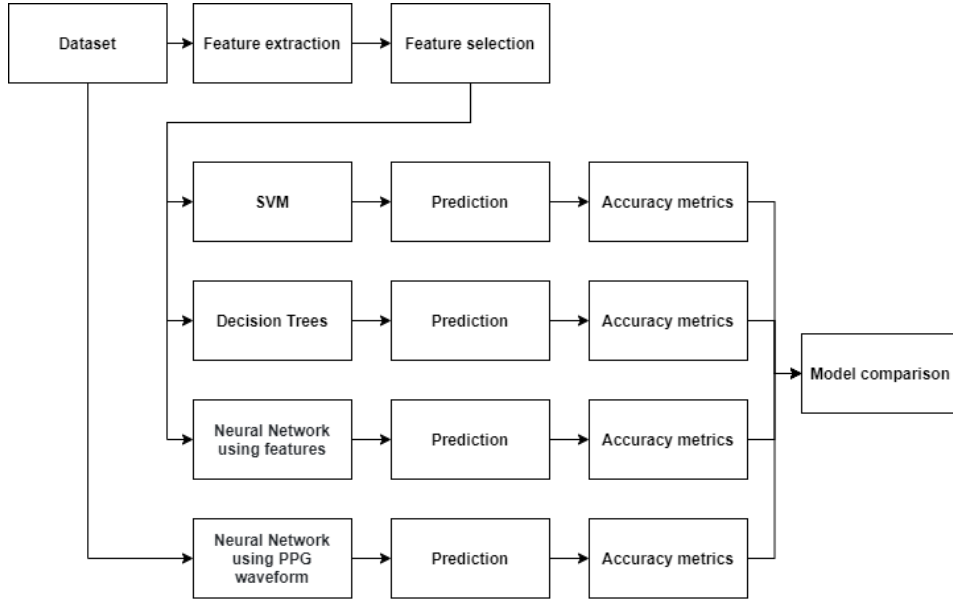 Dataset
Feature extraction
Feature selection
SVM
Prediction
Accuracy metrics
Decision Trees
Prediction
Accuracy metrics
Model comparison
Neural Network
using features
Prediction
Accuracy metrics
Neural Network
using PPG
waveform
Prediction
Accuracy metrics